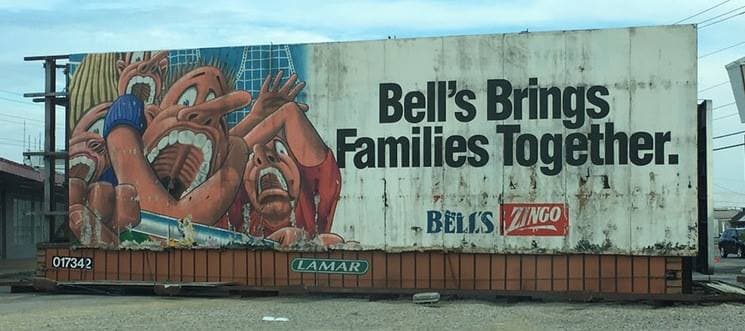 Bell's Brings
Families Together.
BELL'S ZINGO
LAMAR
017342